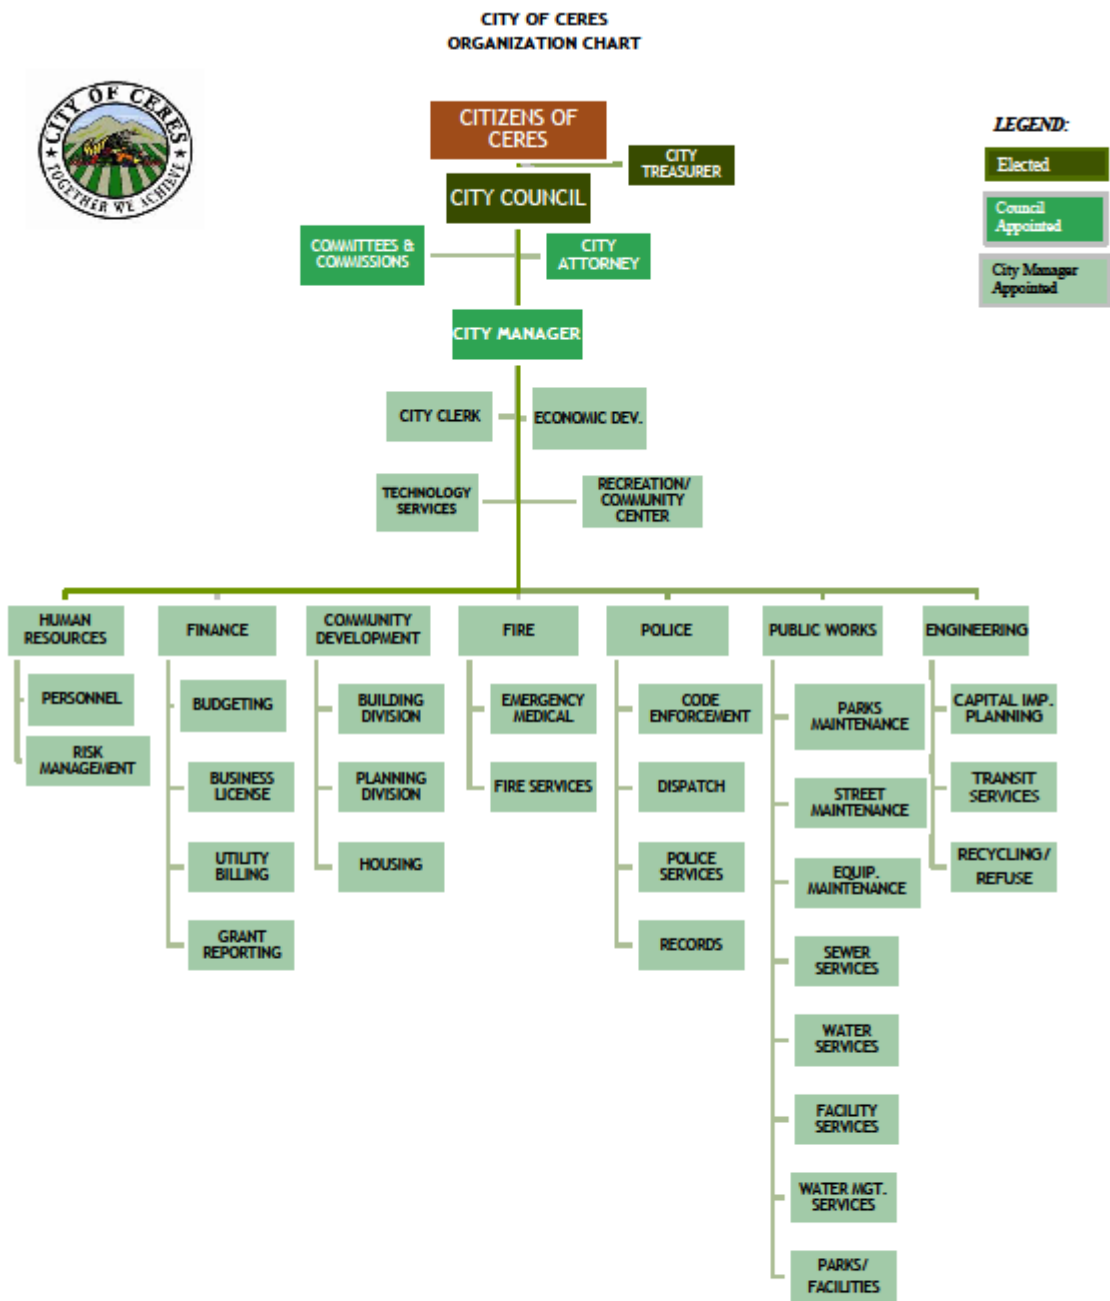 CITY OF CERES
ORGANIZATION CHART
CITY OF CERES
TOGETHER WE ACHIEVE
CITIZENS OF
CERES
CITY
TREASURER
LEGEND:
Elected
Council
Appointed
City Manager
Appointed
CITY COUNCIL
COMMITTEES &
COMMISSIONS
CITY
ATTORNEY
CITY MANAGER
CITY CLERK
ECONOMIC DEV.
TECHNOLOGY
SERVICES
RECREATION/
COMMUNITY
CENTER
HUMAN
RESOURCES
PERSONNEL
RISK
MANAGEMENT
FINANCE
BUDGETING
BUSINESS
LICENSE
UTILITY
BILLING
GRANT
REPORTING
COMMUNITY
DEVELOPMENT
BUILDING
DIVISION
PLANNING
DIVISION
HOUSING
FIRE
EMERGENCY
MEDICAL
FIRE SERVICES
POLICE
CODE
ENFORCEMENT
DISPATCH
POLICE
SERVICES
RECORDS
PUBLIC WORKS
PARKS
MAINTENANCE
STREET
MAINTENANCE
EQUIP.
MAINTENANCE
SEWER
SERVICES
WATER
SERVICES
FACILITY
SERVICES
WATER MGT.
SERVICES
PARKS/
FACILITIES
ENGINEERING
CAPITAL IMP.
PLANNING
TRANSIT
SERVICES
RECYCLING/
REFUSE